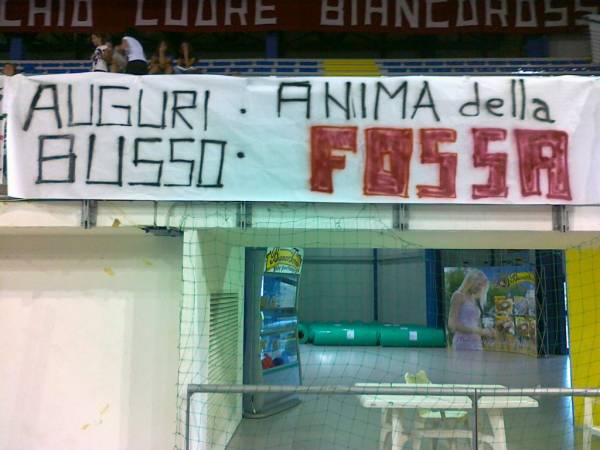 CHIO CUORE BIANCOROSS
AUGURI · ANIMA della
BUSSO · FOSSA